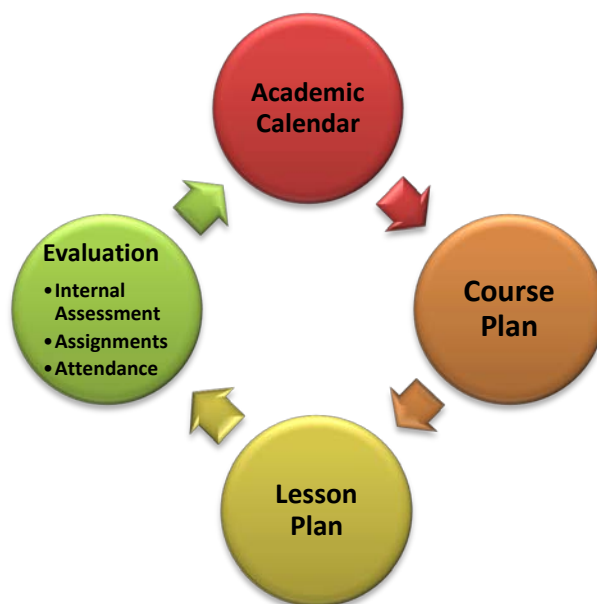 Academic
Calendar
Course
Plan
Lesson
Plan
Evaluation
•Internal
Assessment
•Assignments
•Attendance